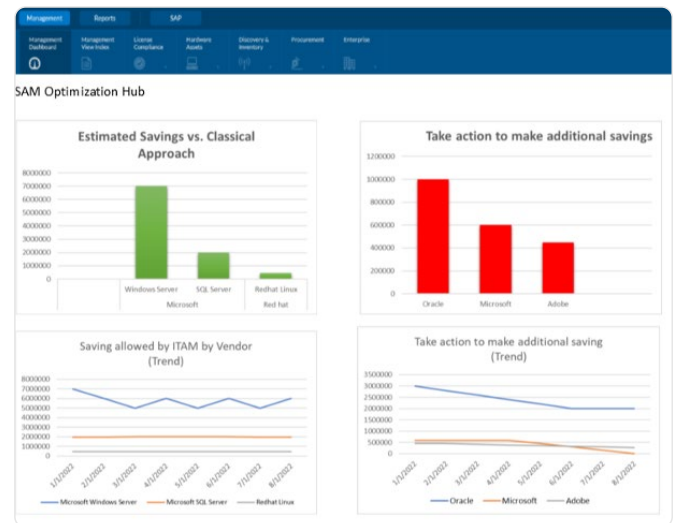 Management Reports SAP
Management Dashboard
Management View Index
License Compliance
Hardware Assets
Discovery & Inventory
Procurement
Enterprise
SAM Optimization Hub
Estimated Savings vs. Classical
Approach
8000000
7000000
6000000
5000000
4000000
3000000
2000000
1000000
0
Windows Server SQL Server Redhat Linux
Microsoft Red hat
Take action to make additional savings
1200000
1000000
800000
600000
400000
200000
0
Oracle Microsoft Adobe
Saving allowed by ITAM by Vendor
(Trend)
8000000
7000000
6000000
5000000
4000000
3000000
2000000
1000000
0
1/1/2022 2/1/2022 3/1/2022 4/1/2022 5/1/2022 6/1/2022 7/1/2022 8/1/2022
Microsoft Windows Server Microsoft SQL Server Redhat Linux
Take action to make additional saving
(Trend)
3500000
3000000
2500000
2000000
1500000
1000000
500000
0
1/1/2022 2/1/2022 3/1/2022 4/1/2022 5/1/2022 6/1/2022 7/1/2022 8/1/2022
Oracle Microsoft Adobe